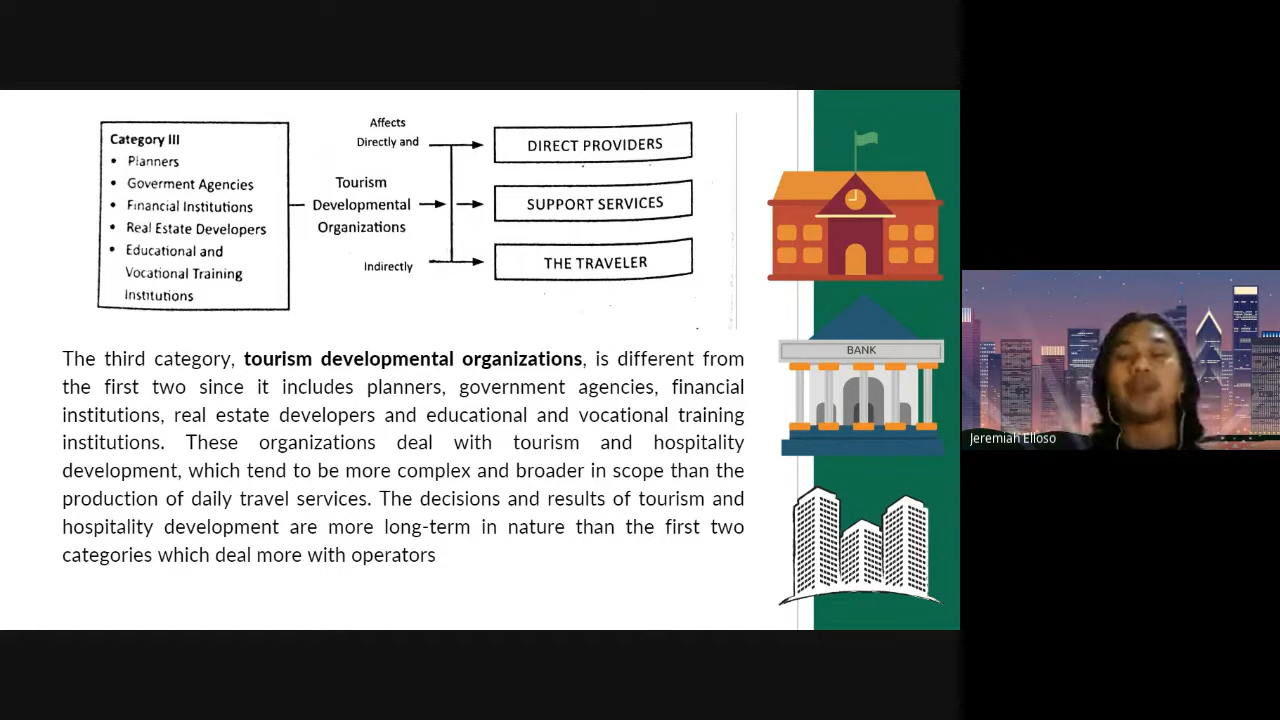 Category III
• Planners
• Goverment Agencies
• Financial Institutions
• Real Estate Developers
• Educational and
Vocational Training
Institutions
Affects
Directly and
Tourism
Developmental
Organizations
Indirectly
DIRECT PROVIDERS
SUPPORT SERVICES
THE TRAVELER
The third category, tourism developmental organizations, is different from
the first two since it includes planners, government agencies, financial
institutions, real estate developers and educational and vocational training
institutions. These organizations deal with tourism and hospitality
development, which tend to be more complex and broader in scope than the
production of daily travel services. The decisions and results of tourism and
hospitality development are more long-term in nature than the first two
categories which deal more with operators
BANK
Jeremiah Elloso